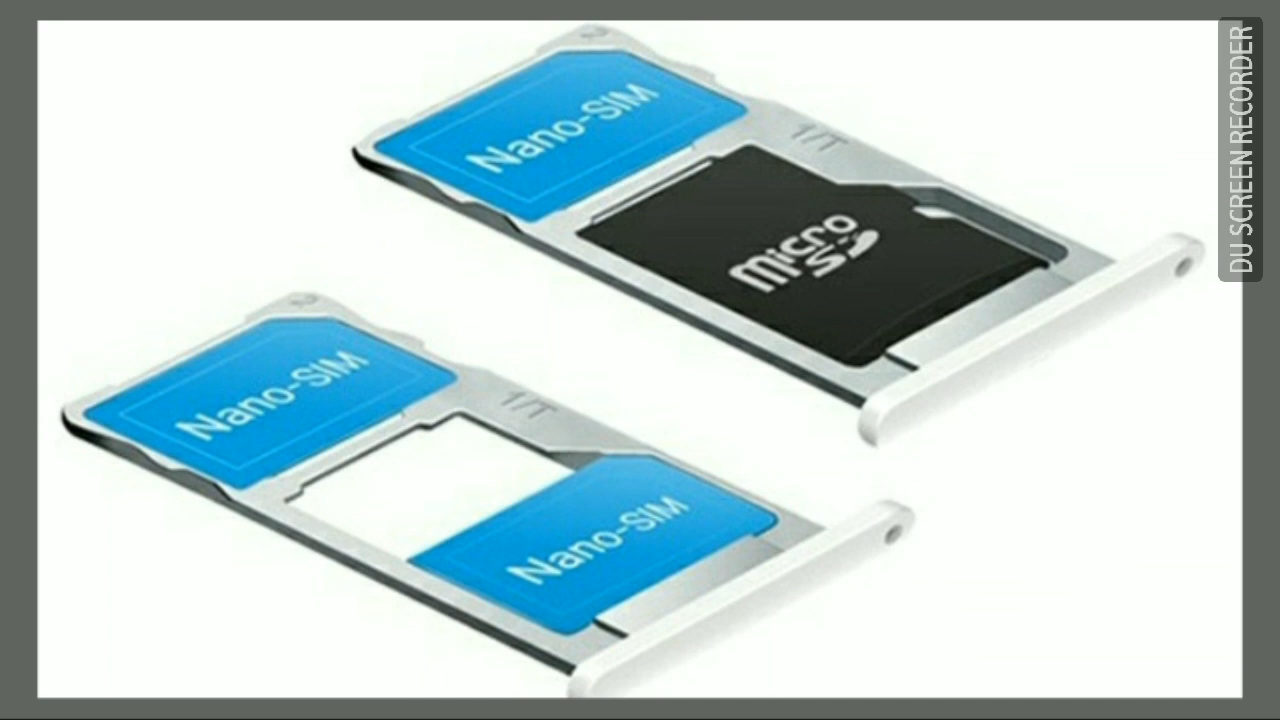 Nano-SIM
1/T
micro
SD
Nano-SIM
1/T
Nano-SIM
DU SCREEN RECORDER